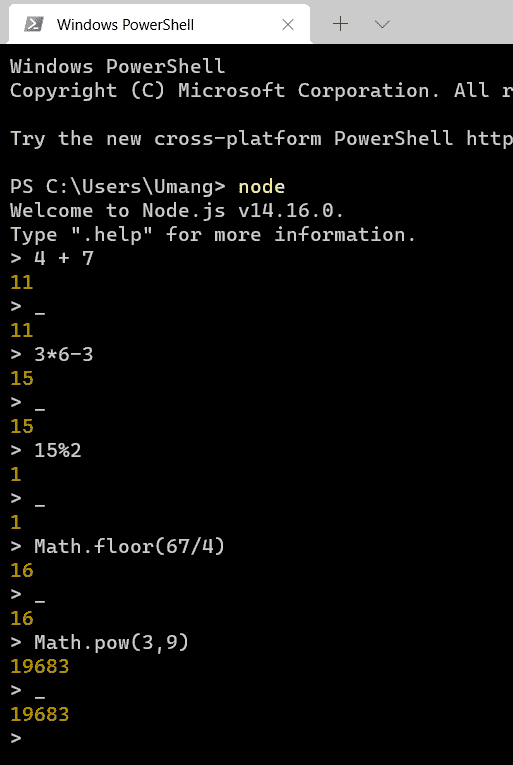 Windows PowerShell
Windows PowerShell
Copyright (C) Microsoft Corporation. All r
Try the new cross-platform PowerShell http
PS C:\Users\Umang> node
Welcome to Node.js v14.16.0.
Type ".help" for more information.
> 4 + 7
11
> _
11
> 3*6-3
15
> _
15
> 15%2
1
> _
1
> Math.floor(67/4)
16
> _
16
> Math.pow(3,9)
19683
> _
19683
>